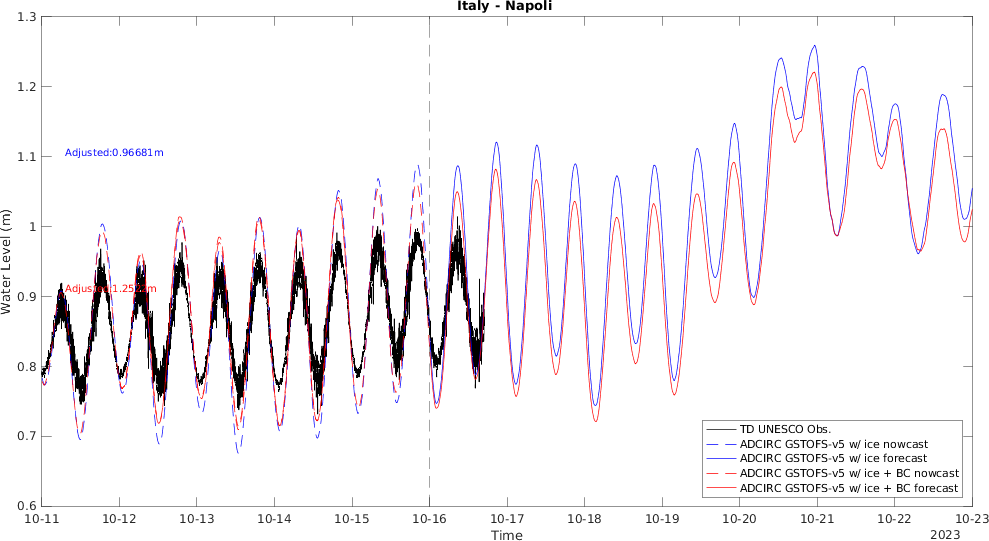 Italy - Napoli
1.3
1.2
1.1
1
0.9
0.8
0.7
0.6
Water Level (m)
Adjusted:0.96681m
TD UNESCO Obs.
ADCIRC GSTOFS-v5 w/ ice nowcast
ADCIRC GSTOFS-v5 w/ ice forecast
ADCIRC GSTOFS-v5 w/ ice + BC nowcast
ADCIRC GSTOFS-v5 w/ ice + BC forecast
10-11 10-12 10-13 10-14 10-15 10-16 10-17 10-18 10-19 10-20 10-21 10-22 10-23
Time
2023